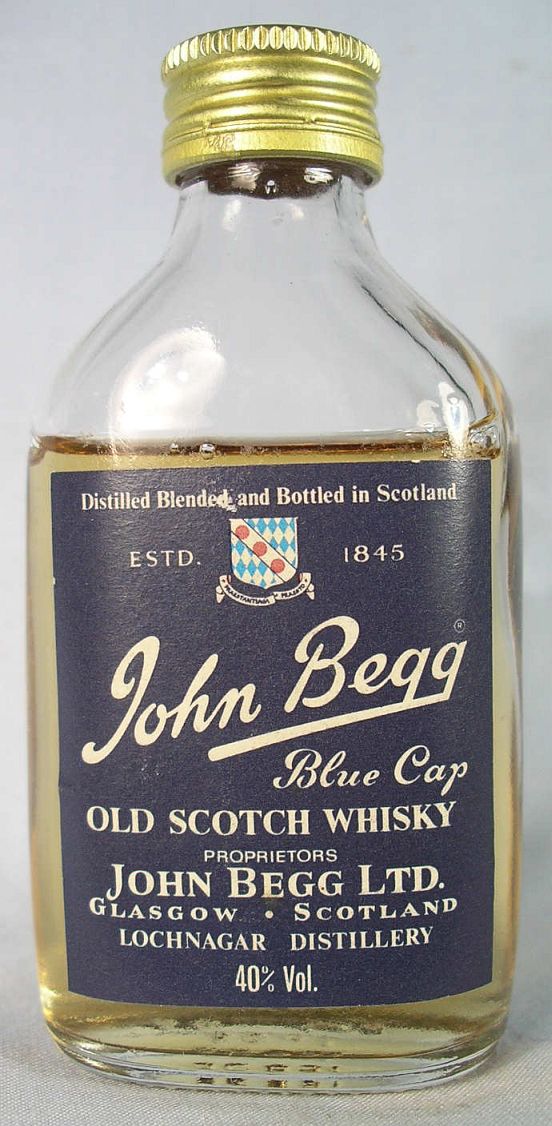 Distilled Blended and Bottled in Scotland
ESTD. 1845
John Begg ®
Blue Cap
OLD SCOTCH WHISKY
PROPRIETORS
JOHN BEGG LTD.
GLASGOW • SCOTLAND
LOCHNAGAR DISTILLERY
40% Vol.